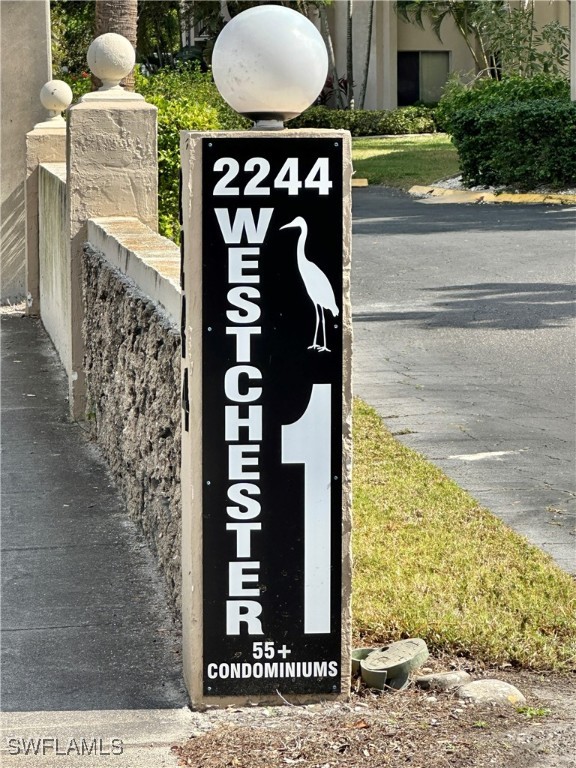 2244
WESTCHESTER
1
55+
CONDOMINIUMS
SWFLAMLS